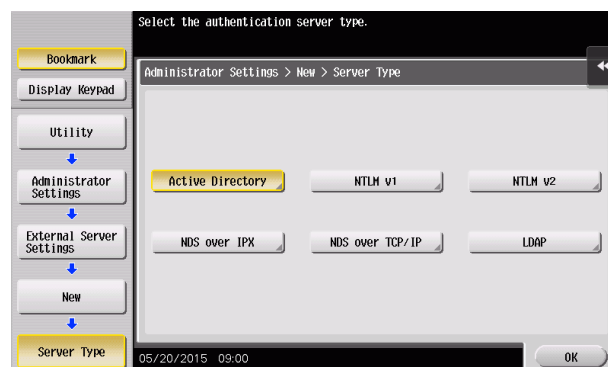 Select the authentication server type.
Bookmark
Display Keypad
Utility
Administrator
Settings
External Server
Settings
New
Server Type
Administrator Settings > New > Server Type
Active Directory
NTLM v1
NTLM v2
NDS over IPX
NDS over TCP/IP
LDAP
05/20/2015 09:00
OK